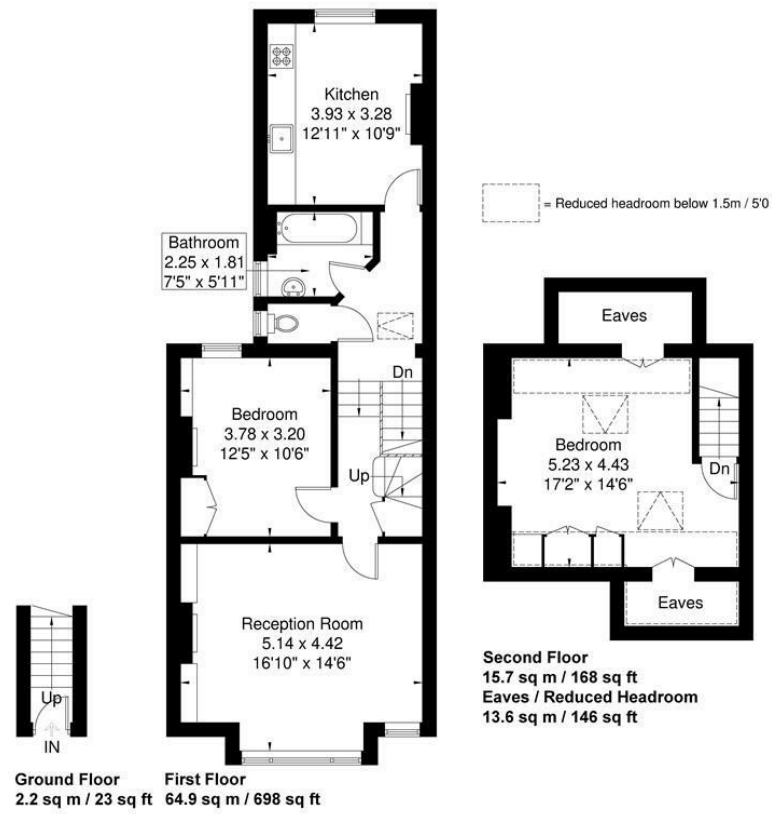 Kitchen
3.93 x 3.28
12'11" x 10'9"
= Reduced headroom below 1.5m / 5'0
Bathroom
2.25 x 1.81
7'5" x 5'11"
Eaves
Dn
Bedroom
3.78 x 3.20
12'5" x 10'6"
Up
Bedroom
5.23 x 4.43
17'2" x 14'6"
Dn
Eaves
Reception Room
5.14 x 4.42
16'10" x 14'6"
Up
IN
Second Floor
15.7 sq m / 168 sq ft
Eaves / Reduced Headroom
13.6 sq m / 146 sq ft
Ground Floor
2.2 sq m / 23 sq ft
First Floor
64.9 sq m / 698 sq ft